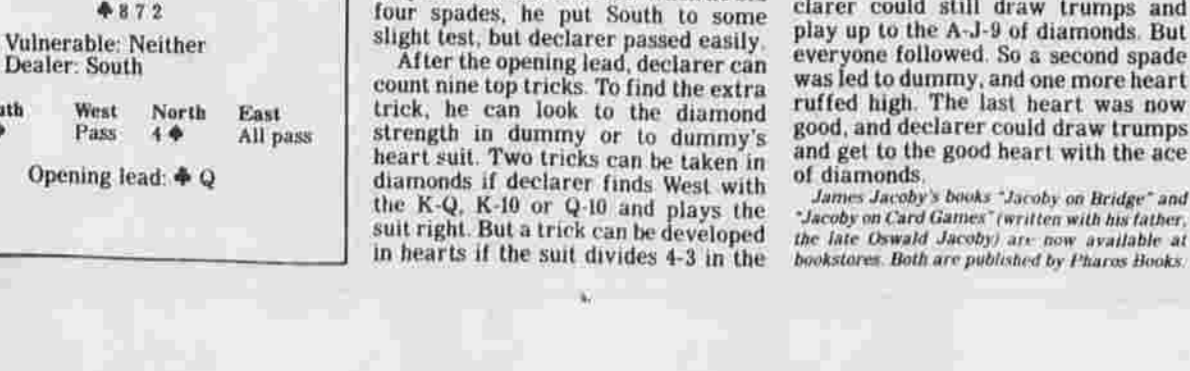 ♣ 8 7 2
Vulnerable: Neither
Dealer: South
West North East
Pass 4 ♠ All pass
Opening lead: ♣ Q
four spades, he put South to some
slight test, but declarer passed easily.
After the opening lead, declarer can
count nine top tricks. To find the extra
trick, he can look to the diamond
strength in dummy or to dummy's
heart suit. Two tricks can be taken in
diamonds if declarer finds West with
the K-Q, K-10 or Q-10 and plays the
suit right. But a trick can be developed
in hearts if the suit divides 4-3 in the
clarer could still draw trumps and
play up to the A-J-9 of diamonds. But
everyone followed. So a second spade
was led to dummy, and one more heart
ruffed high. The last heart was now
good, and declarer could draw trumps
and get to the good heart with the ace
of diamonds.
James Jacoby's books "Jacoby on Bridge" and
"Jacoby on Card Games" (written with his father,
the late Oswald Jacoby) are now available at
bookstores. Both are published by Pharos Books.